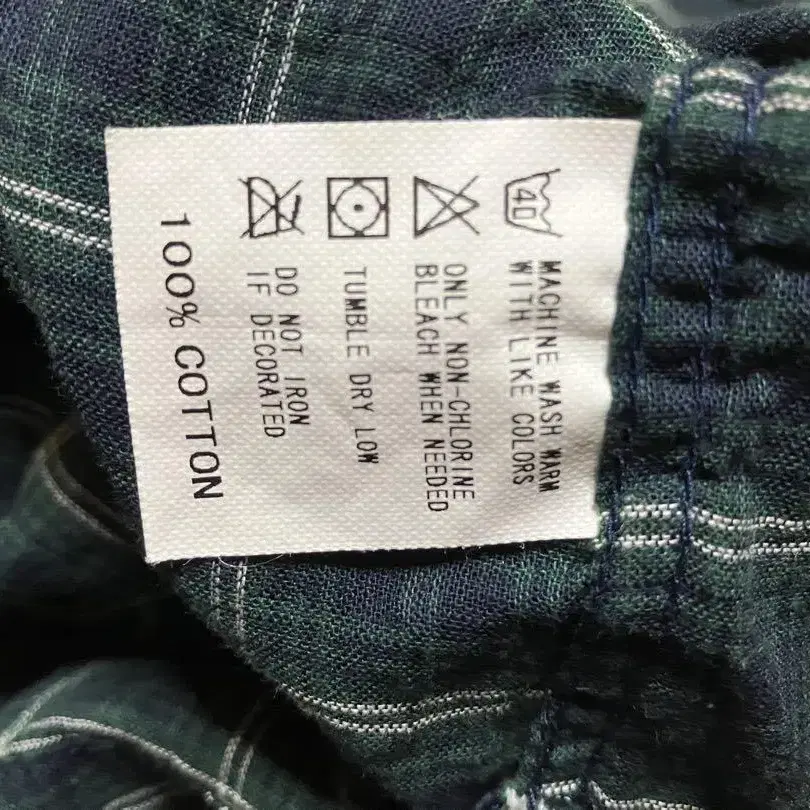 40
MACHINE WASH WARM
WITH LIKE COLORS
ONLY NON-CHLORINE
BLEACH WHEN NEEDED
TUMBLE DRY LOW
DO NOT IRON
IF DECORATED
100% COTTON